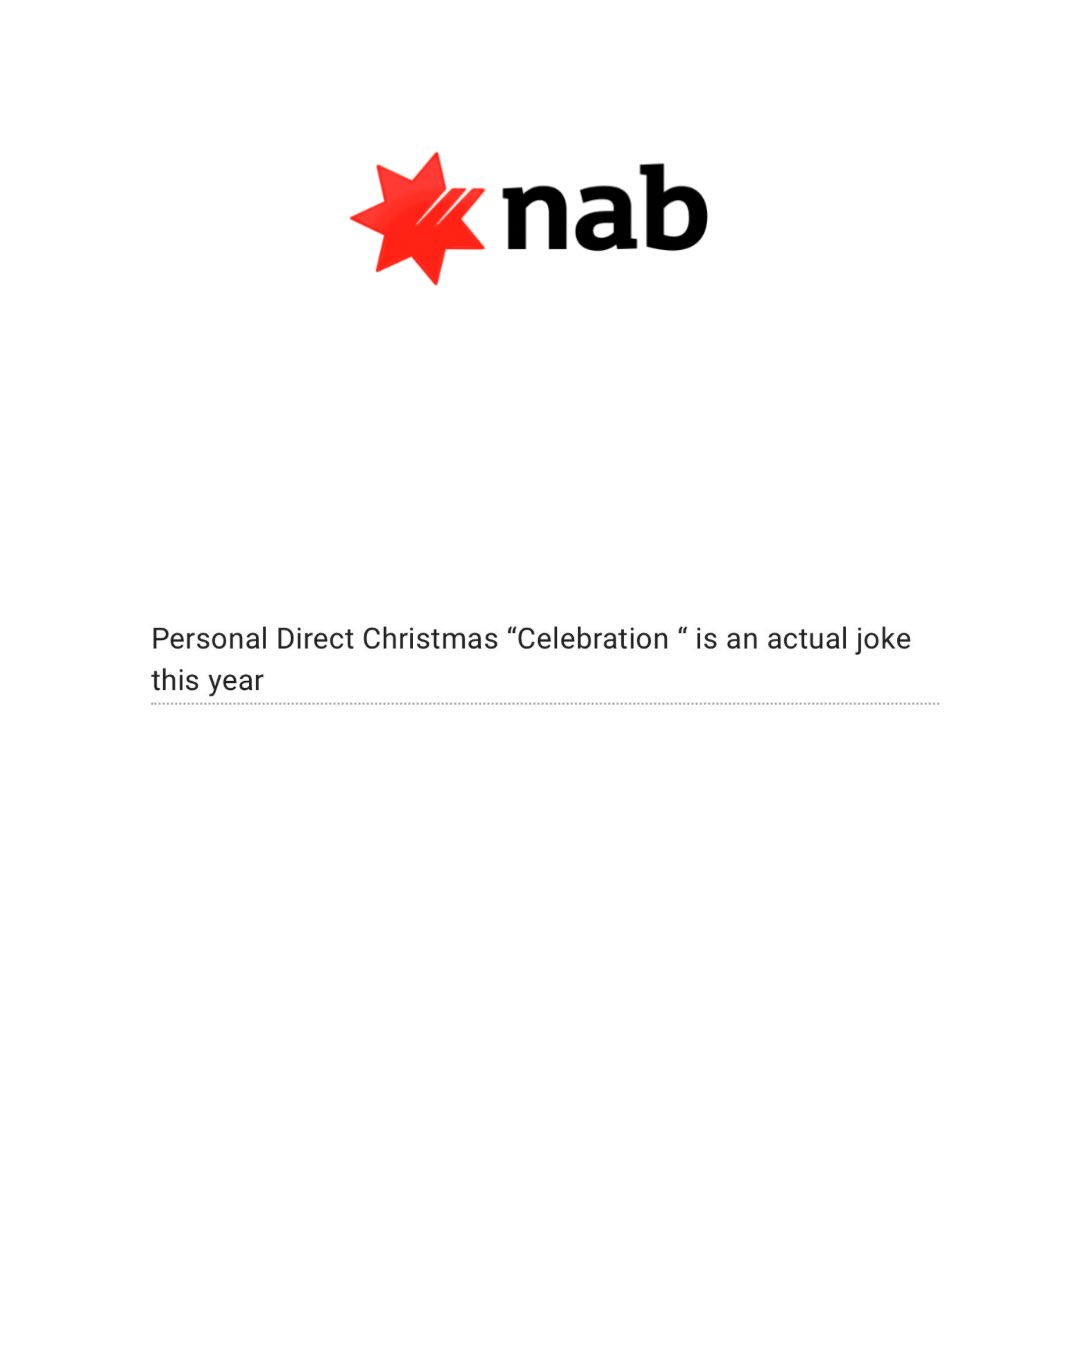 nab
Personal Direct Christmas “Celebration “ is an actual joke
this year